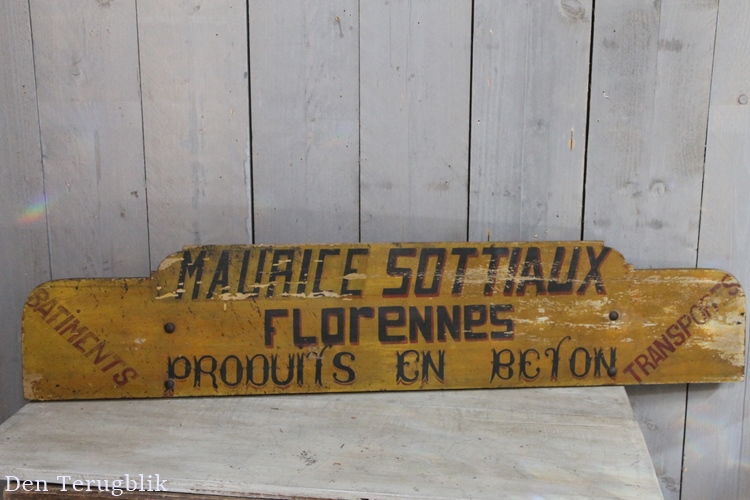 MAURICE SOTTIAUX
FLORENNES
BATIMENTS
PRODUITS EN BETON
TRANSPORTS
Den Terugblik